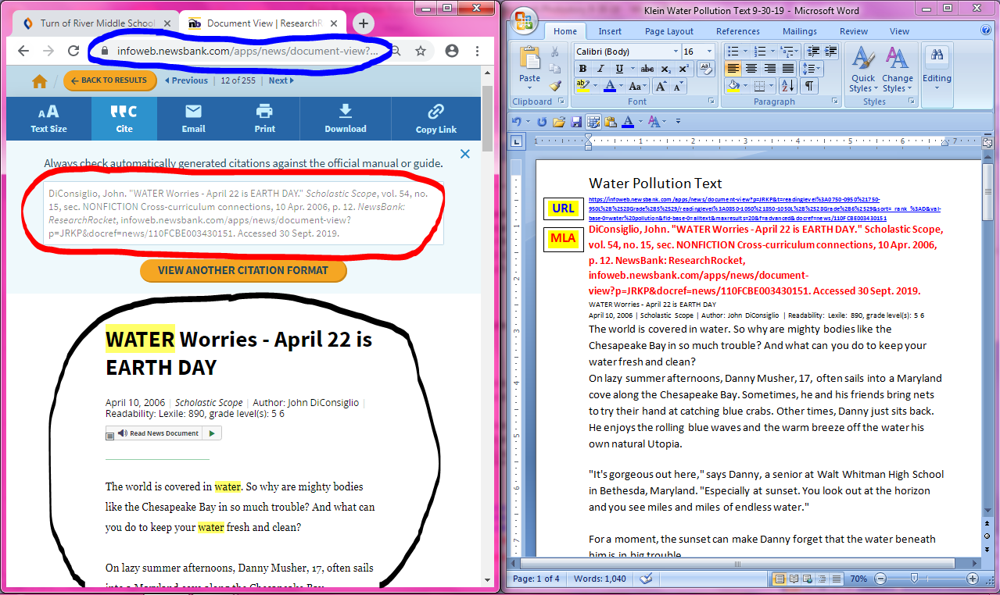 Turn of River Middle School
Document View | ResearchR
infoweb.newsbank.com/apps/news/document-view?...
BACK TO RESULTS
Previous | 12 of 255 | Next
Text Size
Cite
Email
Print
Download
Copy Link
Always check automatically generated citations against the official manual or guide.
DiConsiglio, John. "WATER Worries - April 22 is EARTH DAY." Scholastic Scope, vol. 54, no.
15, sec. NONFICTION Cross-curriculum connections, 10 Apr. 2006, p. 12. NewsBank:
ResearchRocket, infoweb.newsbank.com/apps/news/document-view?
p=JRKP&docref=news/110FCBE003430151. Accessed 30 Sept. 2019.
VIEW ANOTHER CITATION FORMAT
WATER Worries - April 22 is
EARTH DAY
April 10, 2006 | Scholastic Scope | Author: John DiConsiglio |
Readability: Lexile: 890, grade level(s): 5 6
Read News Document
The world is covered in water. So why are mighty bodies
like the Chesapeake Bay in so much trouble? And what can
you do to keep your water fresh and clean?
On lazy summer afternoons, Danny Musher, 17, often sails
into a Maryland cove along the Chesapeake Bay.
Klein Water Pollution Text 9-30-19 - Microsoft Word
Home Insert Page Layout References Mailings Review View
Calibri (Body) 16
Paste
Quick Styles
Change Styles
Editing
Clipboard Font Paragraph Styles
Water Pollution Text
URL
https://infoweb.newsbank.com/apps/news/document-view?p=JRKP&t=readinglevel%3A0750-0950%21750-
950L%2B%2528Grade%2B5%2529/readinglevel%3A0850-1050%21850-1050L%2B%2528Grade%2B6%2529&sort=_rank_%3AD&val-
base-0=water%20pollution&fld-base-0=alltext&maxresults=20&f=advanced&docref=news/110FCBE003430151
MLA
DiConsiglio, John. "WATER Worries - April 22 is EARTH DAY." Scholastic Scope,
vol. 54, no. 15, sec. NONFICTION Cross-curriculum connections, 10 Apr. 2006,
p. 12. NewsBank: ResearchRocket,
infoweb.newsbank.com/apps/news/document-
view?p=JRKP&docref=news/110FCBE003430151. Accessed 30 Sept. 2019.
WATER Worries - April 22 is EARTH DAY
April 10, 2006 | Scholastic Scope | Author: John DiConsiglio | Readability: Lexile: 890, grade level(s): 5 6
The world is covered in water. So why are mighty bodies like the
Chesapeake Bay in so much trouble? And what can you do to keep your
water fresh and clean?
On lazy summer afternoons, Danny Musher, 17, often sails into a Maryland
cove along the Chesapeake Bay. Sometimes, he and his friends bring nets
to try their hand at catching blue crabs. Other times, Danny just sits back.
He enjoys the rolling blue waves and the warm breeze off the water his
own natural Utopia.
"It's gorgeous out here," says Danny, a senior at Walt Whitman High School
in Bethesda, Maryland. "Especially at sunset. You look out at the horizon
and you see miles and miles of endless water."
For a moment, the sunset can make Danny forget that the water beneath
him is in big trouble.
Page: 1 of 4 Words: 1,040 70%